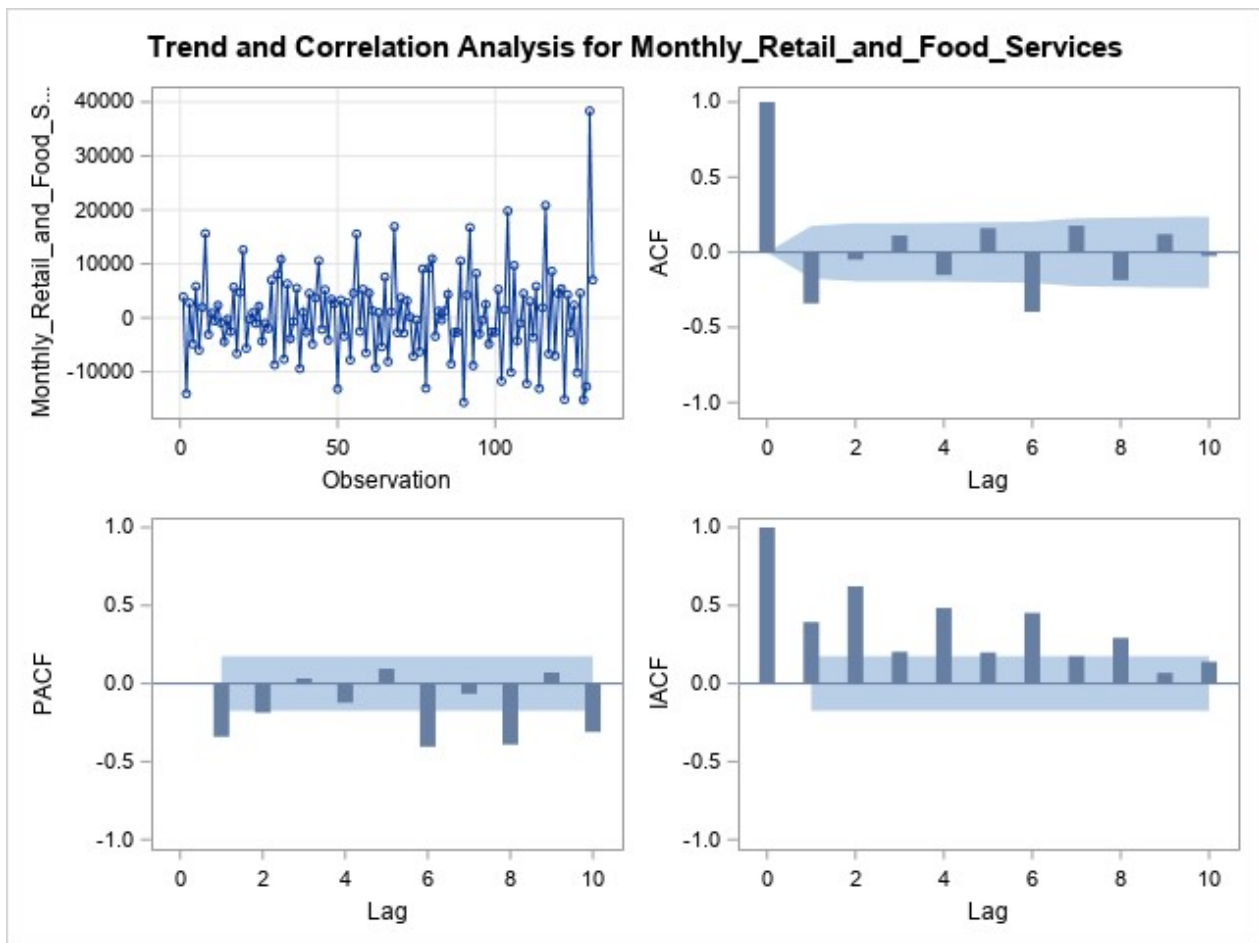 Trend and Correlation Analysis for Monthly_Retail_and_Food_Services
Monthly_Retail_and_Food_S...
40000
30000
20000
10000
0
-10000
0 50 100
Observation
ACF
1.0
0.5
0.0
-0.5
-1.0
0 2 4 6 8 10
Lag
PACF
1.0
0.5
0.0
-0.5
-1.0
0 2 4 6 8 10
Lag
IACF
1.0
0.5
0.0
-0.5
-1.0
0 2 4 6 8 10
Lag